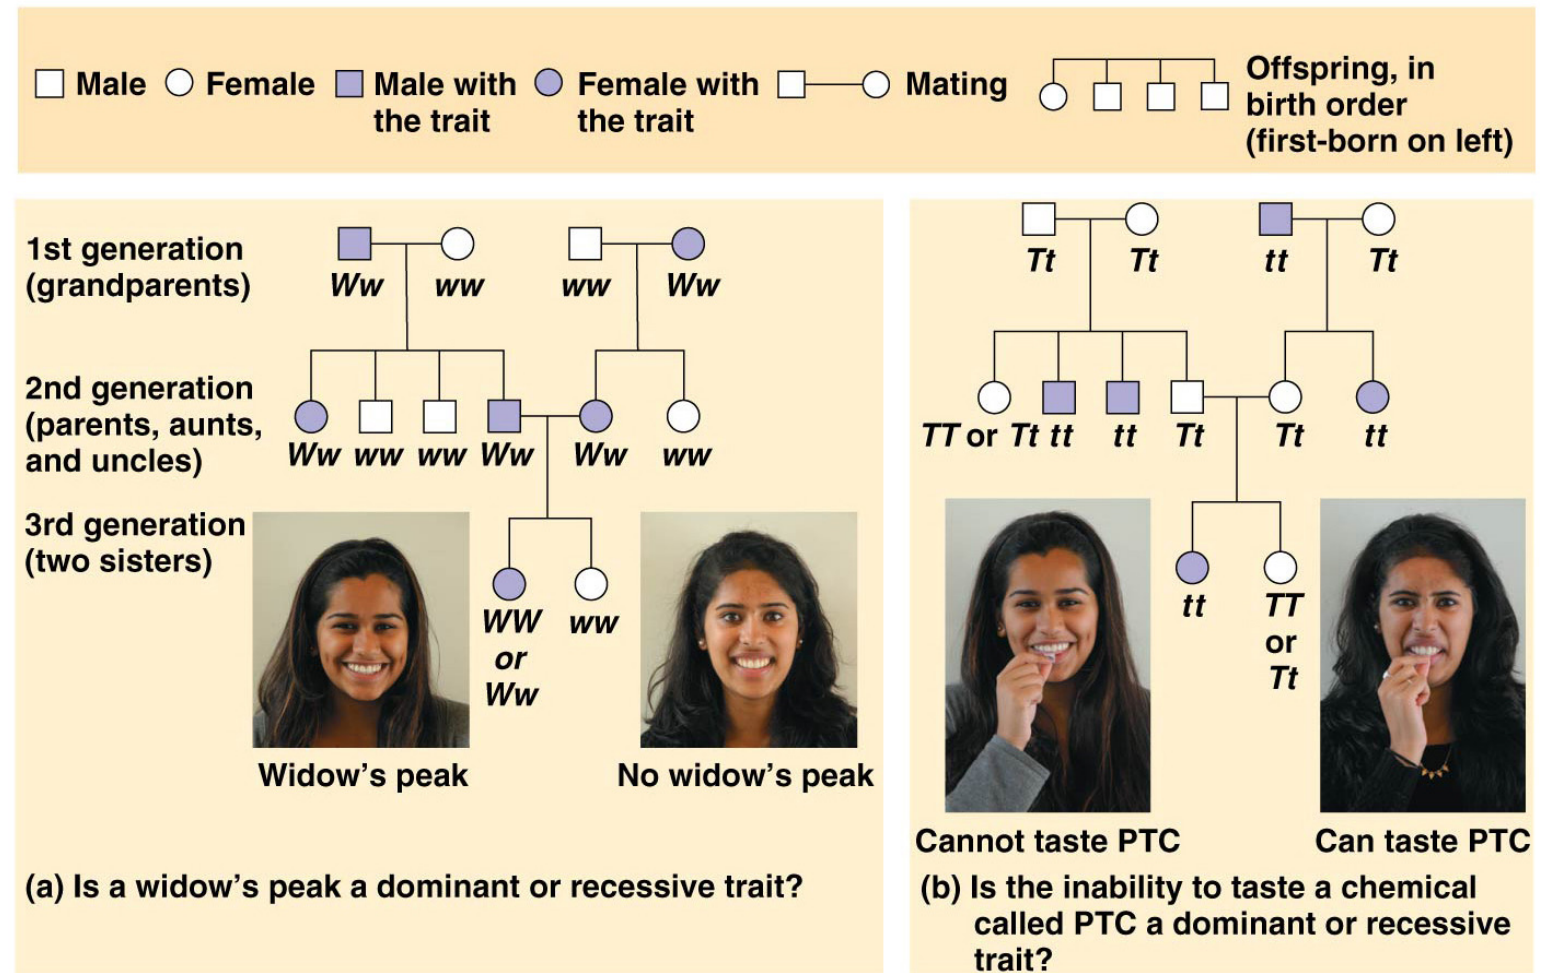 Male
Female
Male with
the trait
Female with
the trait
Mating
Offspring, in
birth order
(first-born on left)
1st generation
(grandparents)
Ww ww ww Ww
2nd generation
(parents, aunts,
and uncles)
Ww ww ww Ww Ww ww
3rd generation
(two sisters)
WW
or
Ww
ww
Widow’s peak
No widow’s peak
(a) Is a widow’s peak a dominant or recessive trait?
Tt Tt tt Tt
TT or Tt tt tt Tt Tt tt
tt
TT
or
Tt
Cannot taste PTC
Can taste PTC
(b) Is the inability to taste a chemical
called PTC a dominant or recessive
trait?